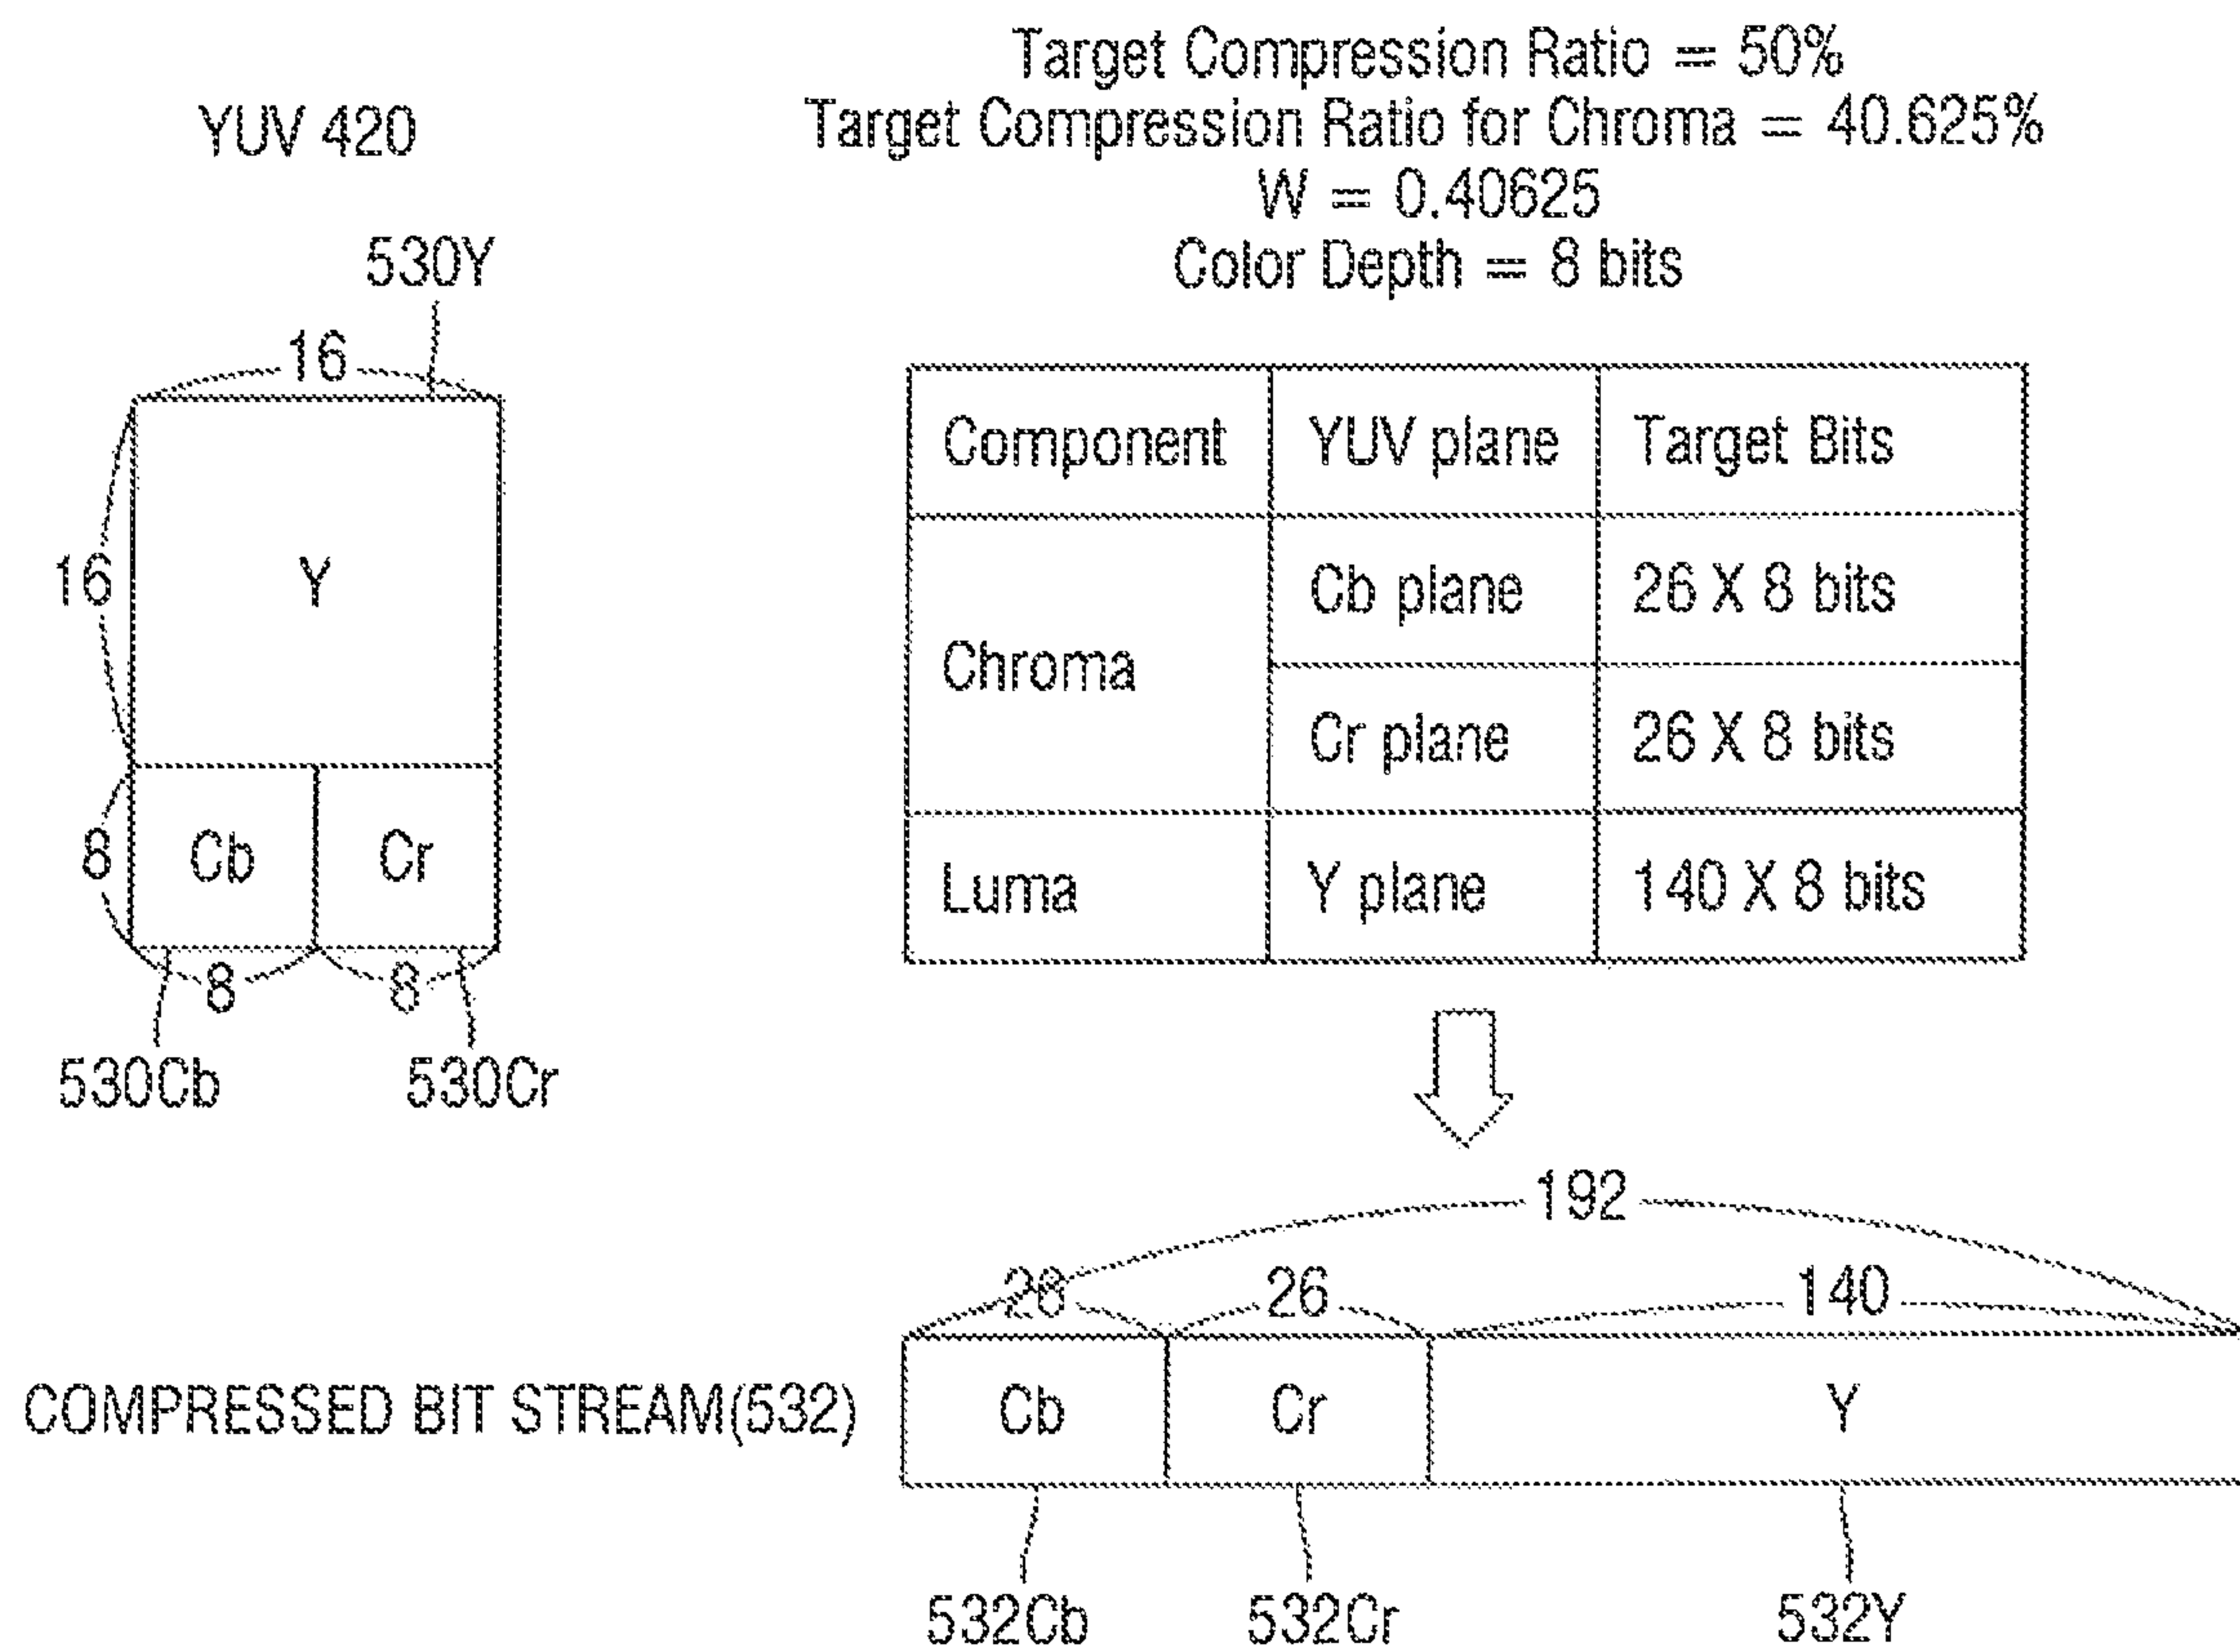 Target Compression Ratio = 50%
Target Compression Ratio for Chroma = 40.625%
W = 0.40625
Color Depth = 8 bits
YUV 420
530Y
16
16
Y
8
Cb
Cr
8
8
530Cb
530Cr
Component
YUV plane
Target Bits
Chroma
Cb plane
26 X 8 bits
Cr plane
26 X 8 bits
Luma
Y plane
140 X 8 bits
192
26
26
140
COMPRESSED BIT STREAM(532)
Cb
Cr
Y
532Cb
532Cr
532Y